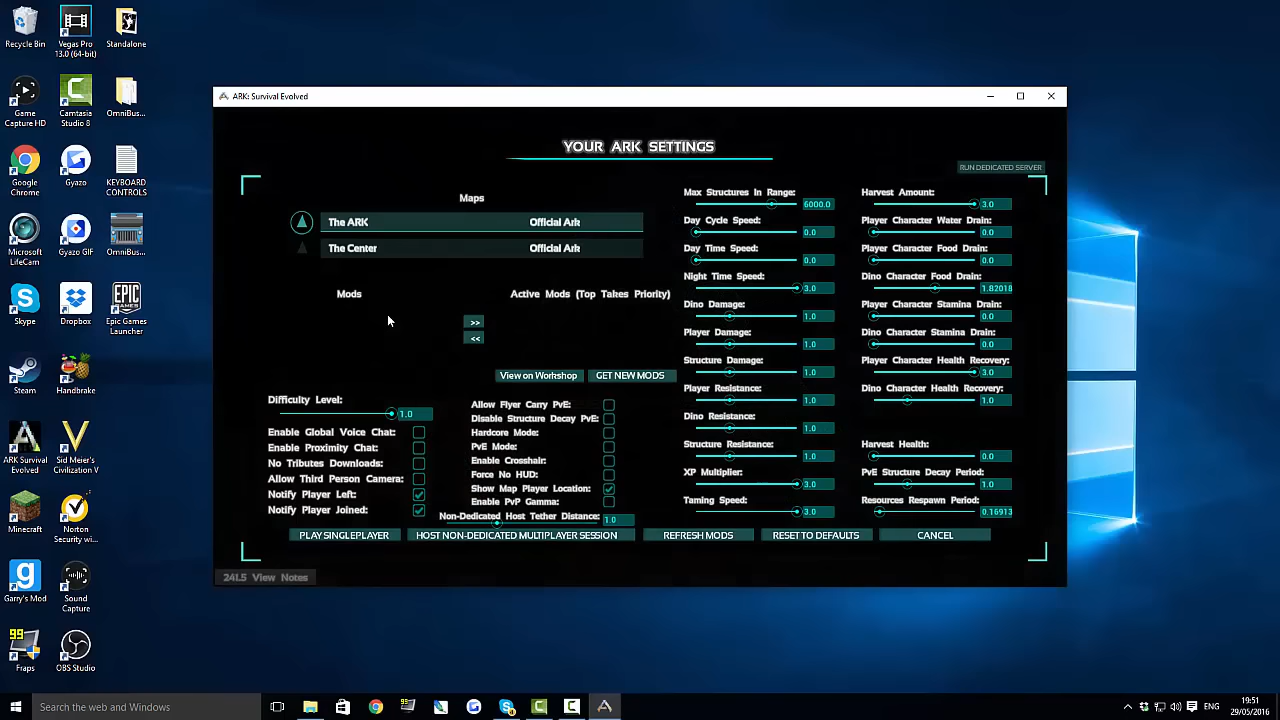 Recycle Bin
Vegas Pro
13.0 (64-bit)
Standalone
Game
Capture HD
Camtasia
Studio 8
OmniBus...
Google
Chrome
Gyazo
KEYBOARD
CONTROLS
Microsoft
LifeCam
Gyazo GIF
OmniBus...
Skype
Dropbox
Epic Games
Launcher
Steam
Handbrake
ARK Survival
Evolved
Sid Meier's
Civilization V
Minecraft
Norton
Security wi...
Garry's Mod
Sound
Capture
99
Fraps
OBS Studio
ARK: Survival Evolved
YOUR ARK SETTINGS
RUN DEDICATED SERVER
Maps
The ARK Official Ark
The Center Official Ark
Mods Active Mods (Top Takes Priority)
>>
<<
View on Workshop GET NEW MODS
Difficulty Level:
1.0
Enable Global Voice Chat:
Enable Proximity Chat:
No Tributes Downloads:
Allow Third Person Camera:
Notify Player Left:
Notify Player Joined:
Allow Flyer Carry PvE:
Disable Structure Decay PvE:
Hardcore Mode:
PvE Mode:
Enable Crosshair:
Force No HUD:
Show Map Player Location:
Enable PvP Gamma:
Non-Dedicated Host Tether Distance: 1.0
Max Structures In Range:
6000.0
Day Cycle Speed:
0.0
Day Time Speed:
0.0
Night Time Speed:
3.0
Dino Damage:
1.0
Player Damage:
1.0
Structure Damage:
1.0
Player Resistance:
1.0
Dino Resistance:
1.0
Structure Resistance:
1.0
XP Multiplier:
3.0
Taming Speed:
3.0
Harvest Amount:
3.0
Player Character Water Drain:
0.0
Player Character Food Drain:
0.0
Dino Character Food Drain:
1.82018
Player Character Stamina Drain:
0.0
Dino Character Stamina Drain:
0.0
Player Character Health Recovery:
3.0
Dino Character Health Recovery:
1.0
Harvest Health:
0.0
PvE Structure Decay Period:
1.0
Resources Respawn Period:
0.16913
PLAY SINGLEPLAYER HOST NON-DEDICATED MULTIPLAYER SESSION REFRESH MODS RESET TO DEFAULTS CANCEL
241.5 View Notes
Search the web and Windows
ENG
19:51
29/05/2016